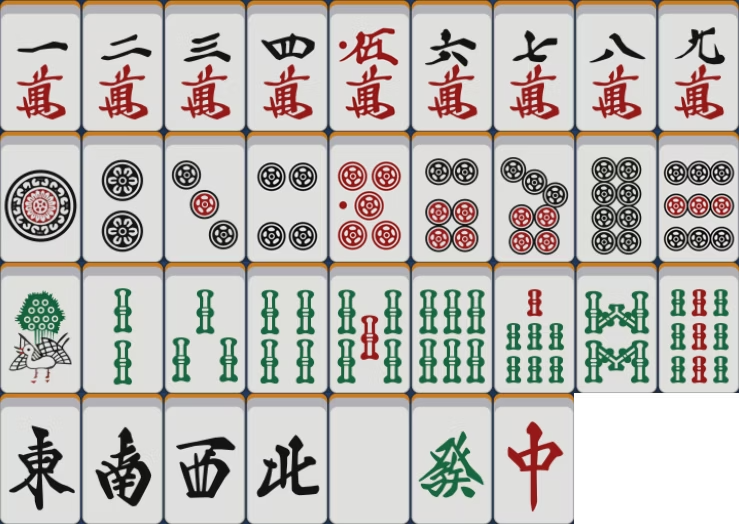 一 二 三 四 伍 六 七 八 九
萬 萬 萬 萬 萬 萬 萬 萬 萬
東 南 西 北 發 中